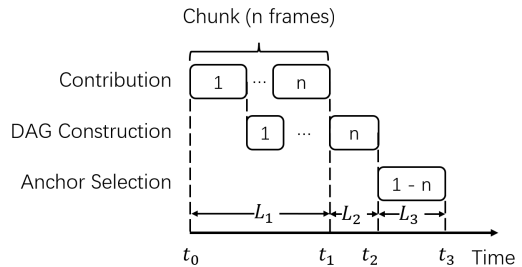 Chunk (n frames)
Contribution 1 ... n
DAG Construction 1 ... n
Anchor Selection 1 - n
L₁ L₂ L₃
t₀ t₁ t₂ t₃ Time